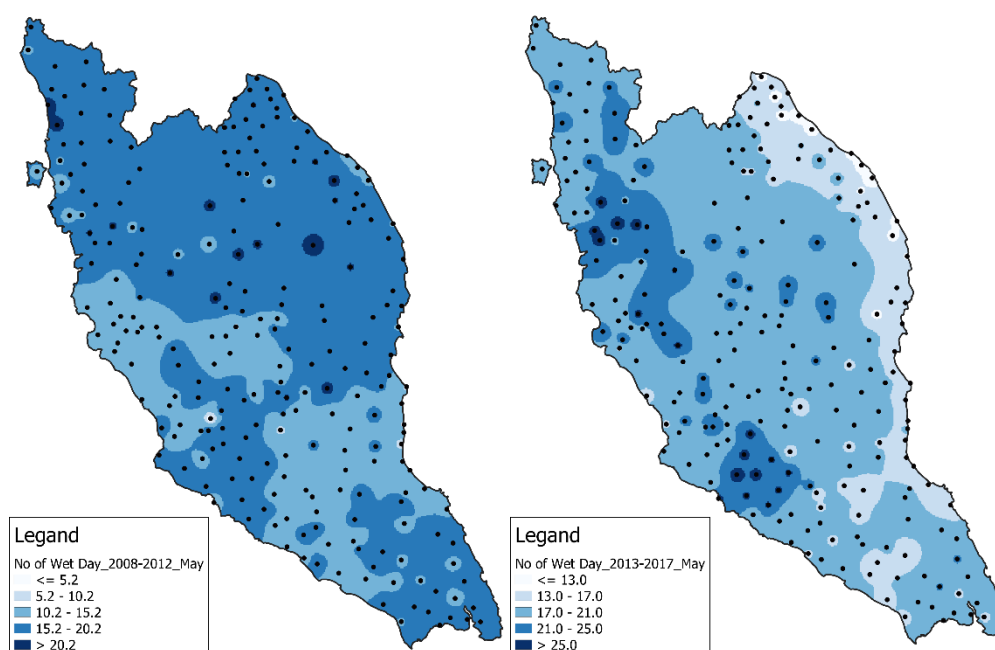 Legand
No of Wet Day_2008-2012_May
<= 5.2
5.2 - 10.2
10.2 - 15.2
15.2 - 20.2
> 20.2
Legand
No of Wet Day_2013-2017_May
<= 13.0
13.0 - 17.0
17.0 - 21.0
21.0 - 25.0
> 25.0